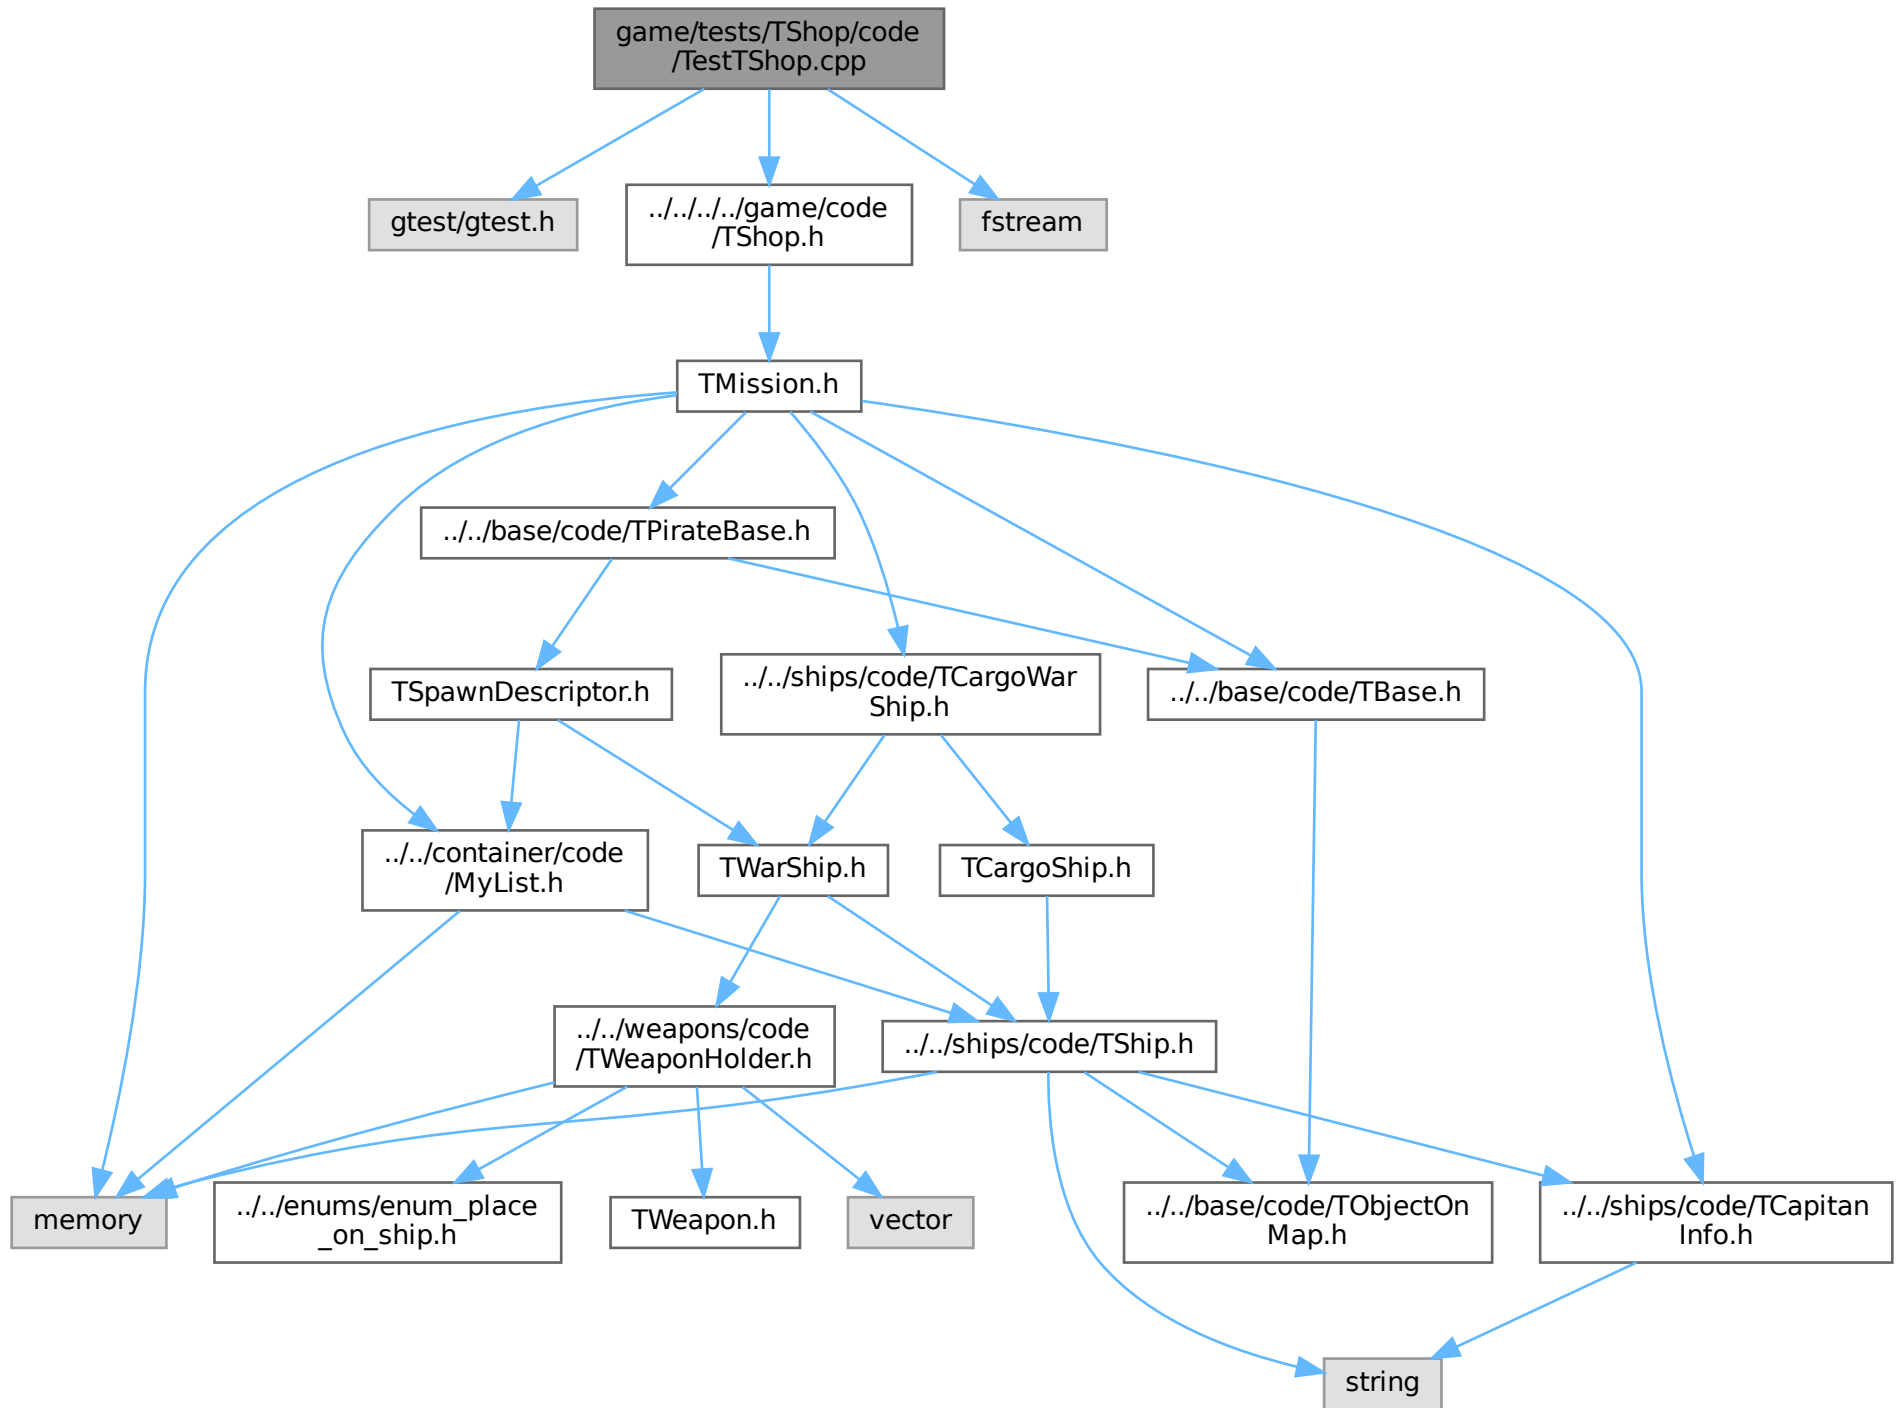 game/tests/TShop/code
/TestTShop.cpp
gtest/gtest.h
../../../../game/code
/TShop.h
fstream
TMission.h
../../base/code/TPirateBase.h
TSpawnDescriptor.h
../../ships/code/TCargoWar
Ship.h
../../base/code/TBase.h
../../container/code
/MyList.h
TWarShip.h
TCargoShip.h
../../weapons/code
/TWeaponHolder.h
../../ships/code/TShip.h
memory
../../enums/enum_place
_on_ship.h
TWeapon.h
vector
../../base/code/TObjectOn
Map.h
../../ships/code/TCapitan
Info.h
string